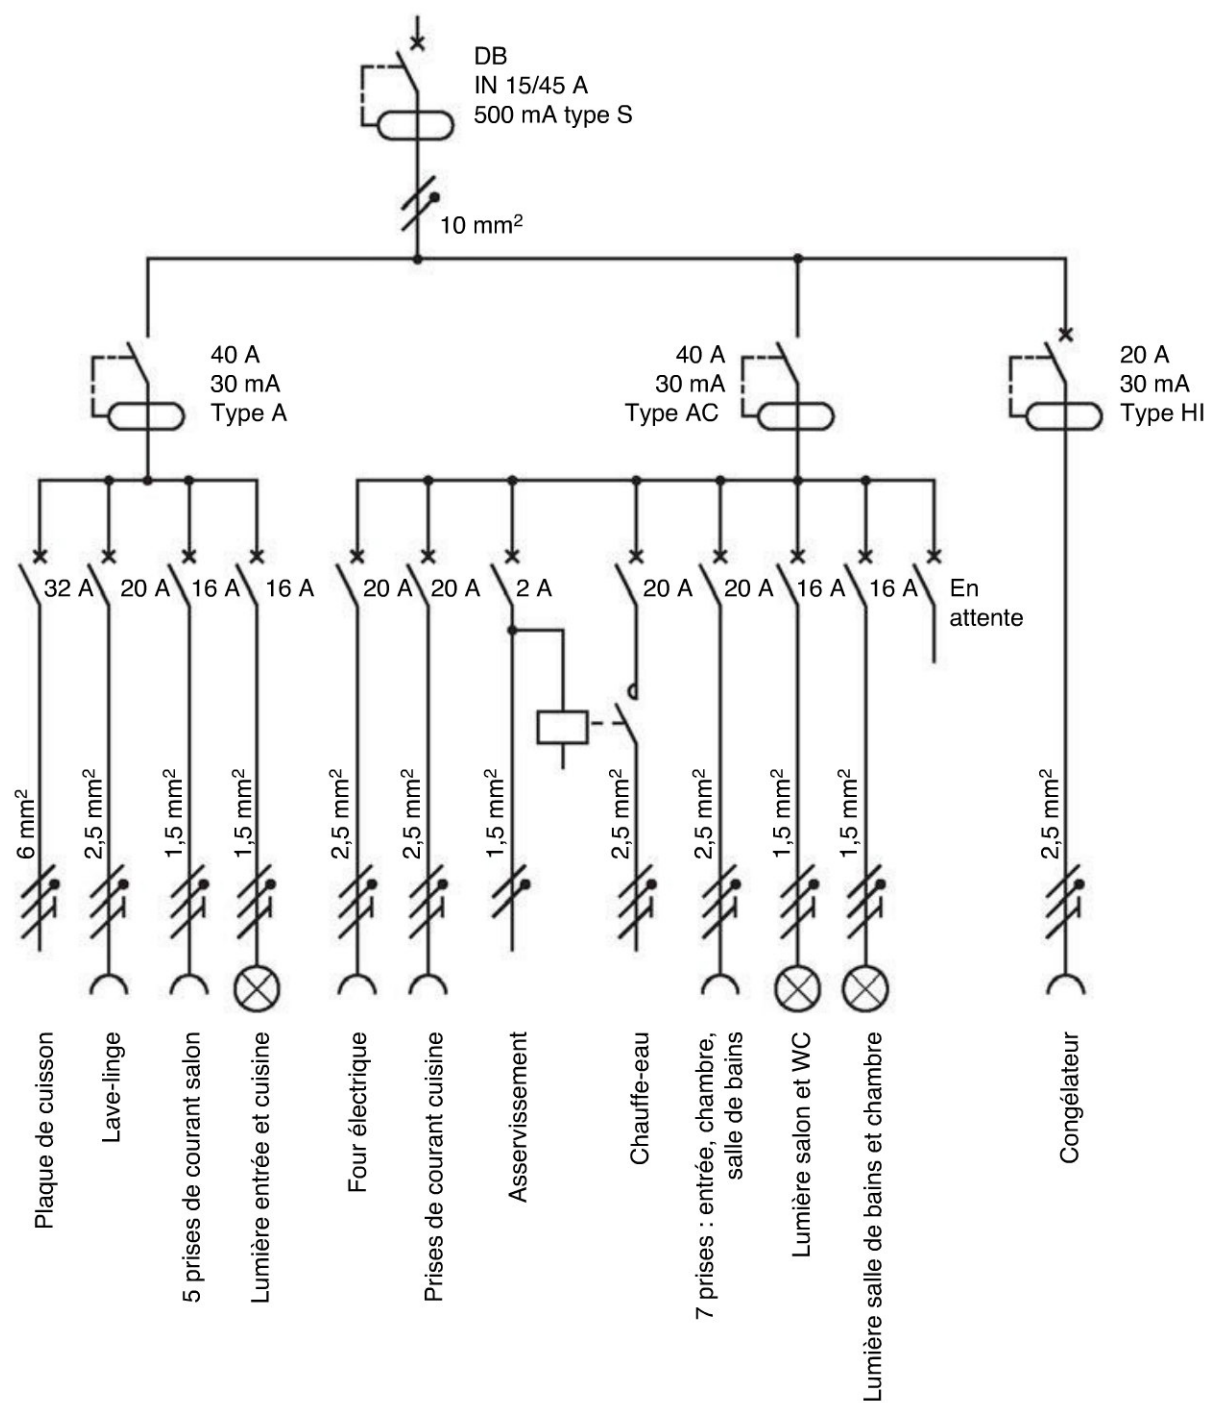 DB
IN 15/45 A
500 mA type S
10 mm²
40 A
30 mA
Type A
40 A
30 mA
Type AC
20 A
30 mA
Type HI
32 A
20 A
16 A
16 A
20 A
20 A
2 A
20 A
20 A
16 A
16 A
En
attente
6 mm²
2,5 mm²
1,5 mm²
1,5 mm²
2,5 mm²
2,5 mm²
1,5 mm²
2,5 mm²
2,5 mm²
1,5 mm²
1,5 mm²
2,5 mm²
Plaque de cuisson
Lave-linge
5 prises de courant salon
Lumière entrée et cuisine
Four électrique
Prises de courant cuisine
Asservissement
Chauffe-eau
7 prises : entrée, chambre,
salle de bains
Lumière salon et WC
Lumière salle de bains et chambre
Congélateur